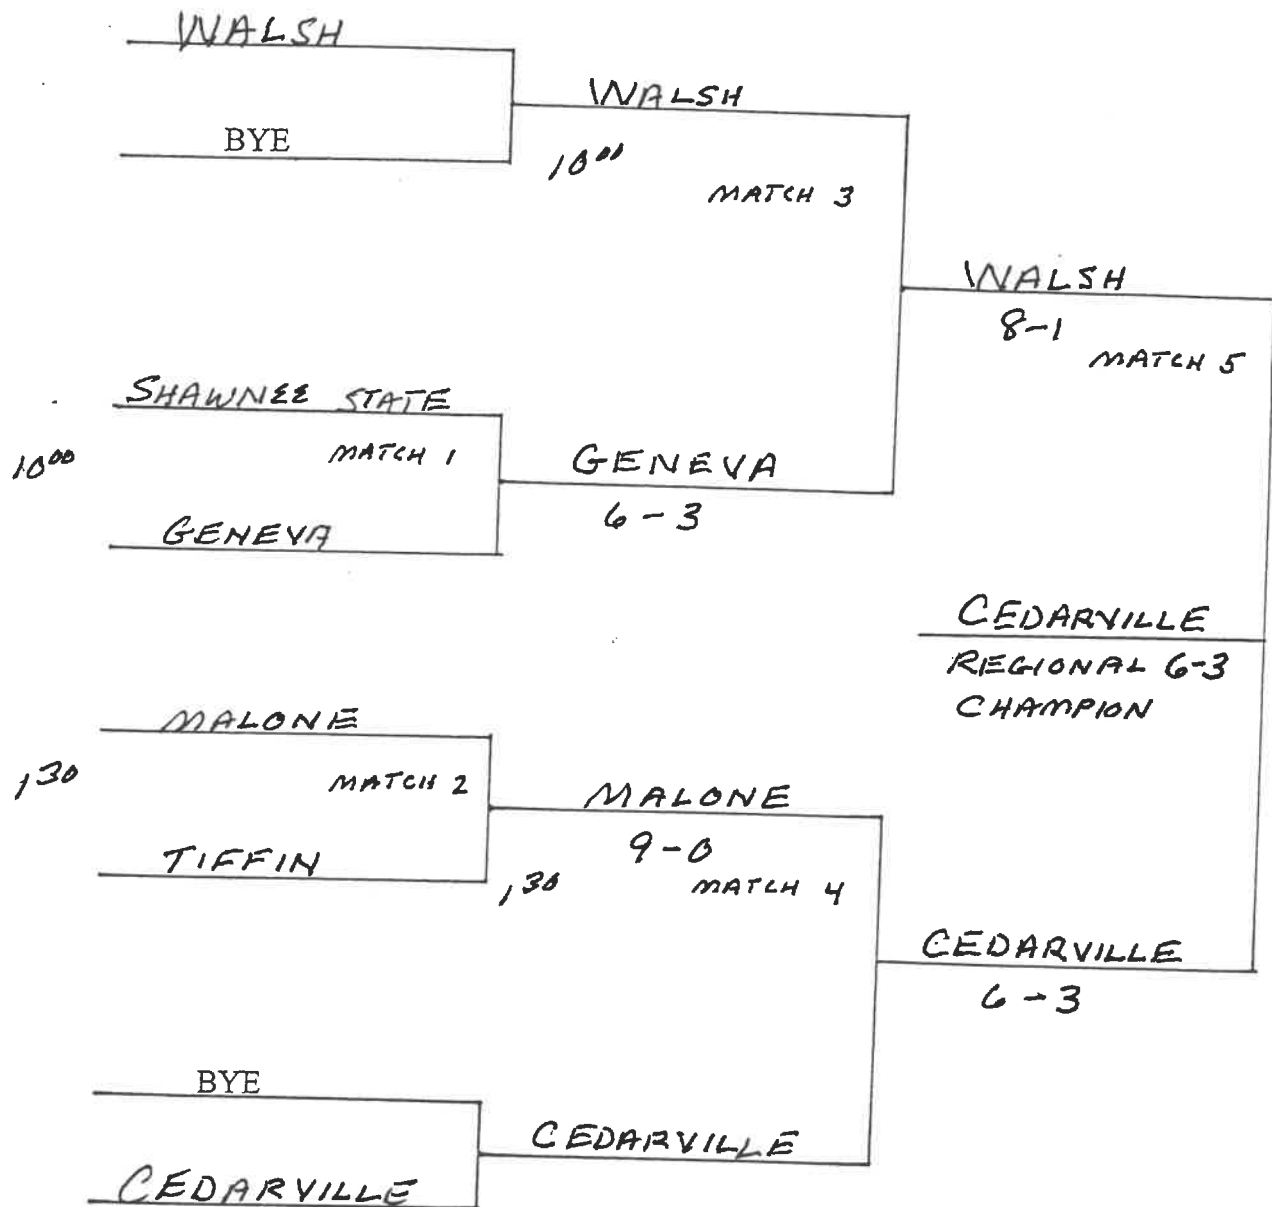 WALSH
WALSH
BYE
10⁰⁰
MATCH 3
WALSH
8-1
MATCH 5
SHAWNEE STATE
10⁰⁰
MATCH 1
GENEVA
6-3
GENEVA
CEDARVILLE
REGIONAL 6-3
CHAMPION
MALONE
1³⁰
MATCH 2
MALONE
9-0
TIFFIN
1³⁰
MATCH 4
CEDARVILLE
6-3
BYE
CEDARVILLE
CEDARVILLE